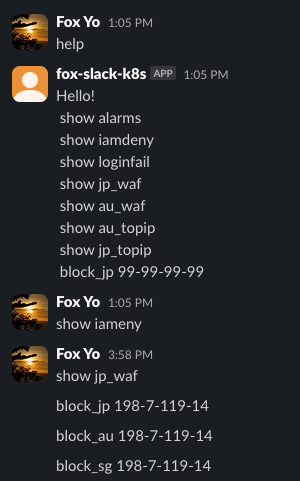 Fox Yo 1:05 PM
help
fox-slack-k8s APP 1:05 PM
Hello!
show alarms
show iamdeny
show loginfail
show jp_waf
show au_waf
show au_topip
show jp_topip
block_jp 99-99-99-99
Fox Yo 1:05 PM
show iameny
Fox Yo 3:58 PM
show jp_waf
block_jp 198-7-119-14
block_au 198-7-119-14
block_sg 198-7-119-14